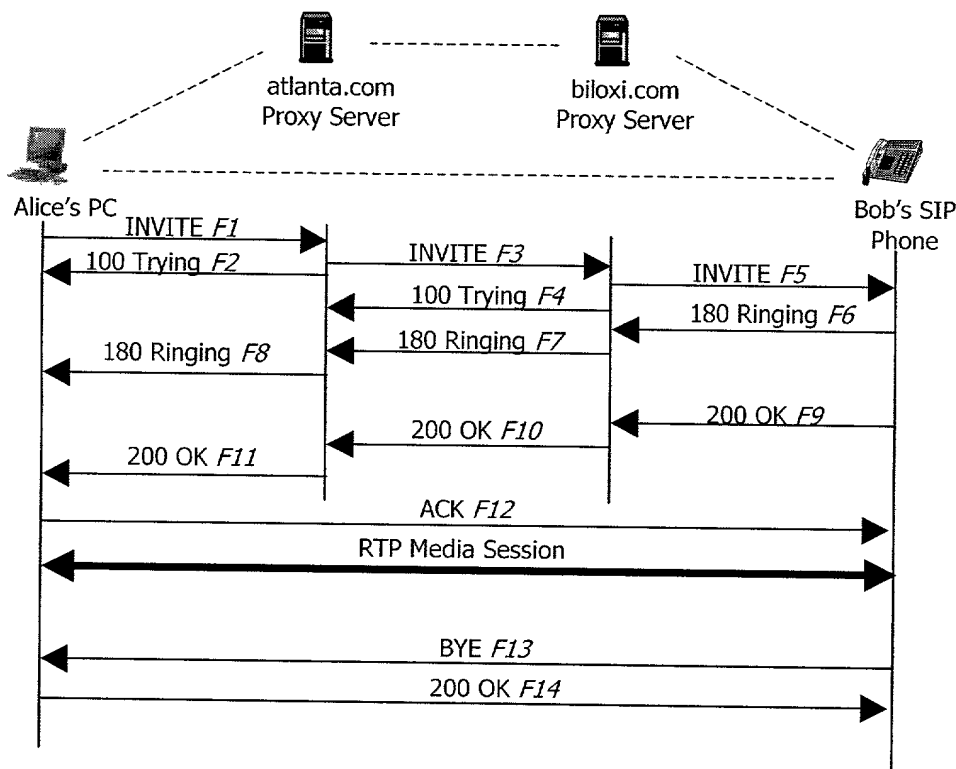 atlanta.com
Proxy Server
biloxi.com
Proxy Server
Alice's PC
Bob's SIP
Phone
INVITE F1
100 Trying F2
INVITE F3
INVITE F5
100 Trying F4
180 Ringing F6
180 Ringing F7
180 Ringing F8
200 OK F9
200 OK F10
200 OK F11
ACK F12
RTP Media Session
BYE F13
200 OK F14